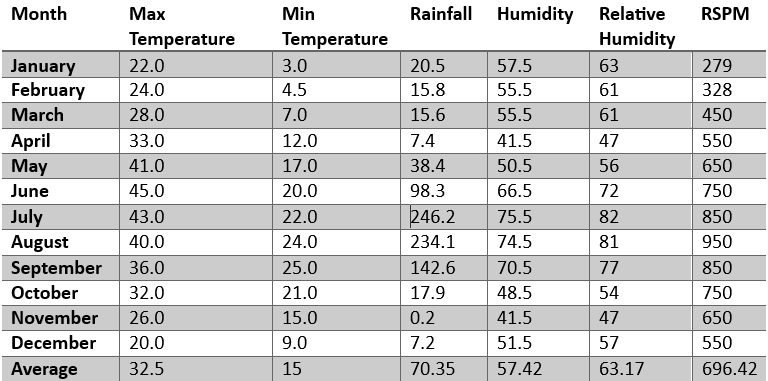 Month Max Temperature Min Temperature Rainfall Humidity Relative Humidity RSPM
January 22.0 3.0 20.5 57.5 63 279
February 24.0 4.5 15.8 55.5 61 328
March 28.0 7.0 15.6 55.5 61 450
April 33.0 12.0 7.4 41.5 47 550
May 41.0 17.0 38.4 50.5 56 650
June 45.0 20.0 98.3 66.5 72 750
July 43.0 22.0 246.2 75.5 82 850
August 40.0 24.0 234.1 74.5 81 950
September 36.0 25.0 142.6 70.5 77 850
October 32.0 21.0 17.9 48.5 54 750
November 26.0 15.0 0.2 41.5 47 650
December 20.0 9.0 7.2 51.5 57 550
Average 32.5 15 70.35 57.42 63.17 696.42